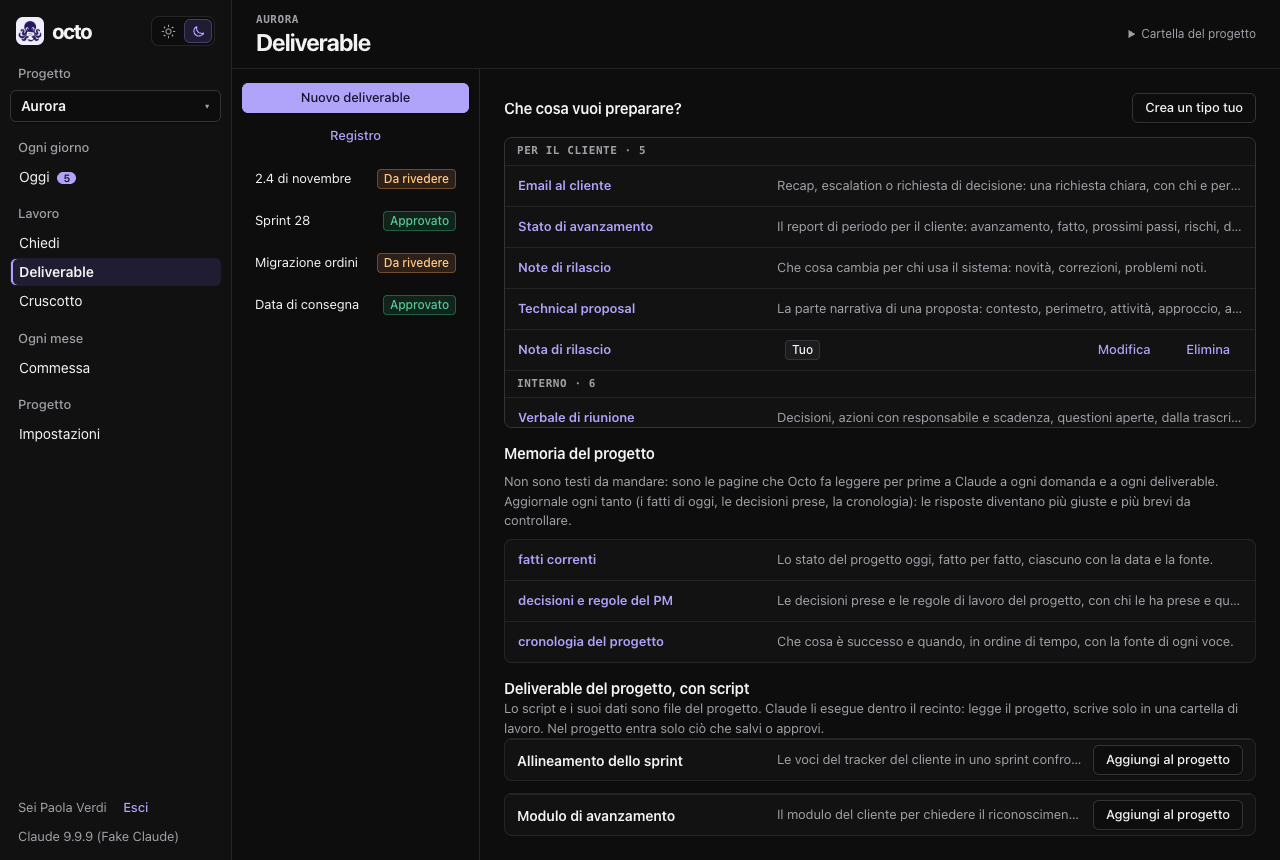 octo
Progetto
Aurora
Ogni giorno
Oggi 5
Lavoro
Chiedi
Deliverable
Cruscotto
Ogni mese
Commessa
Progetto
Impostazioni
Sei Paola Verdi Esci
Claude 9.9.9 (Fake Claude)
AURORA
Deliverable
▶ Cartella del progetto
Nuovo deliverable
Registro
2.4 di novembre Da rivedere
Sprint 28 Approvato
Migrazione ordini Da rivedere
Data di consegna Approvato
Che cosa vuoi preparare? Crea un tipo tuo
PER IL CLIENTE · 5
Email al cliente Recap, escalation o richiesta di decisione: una richiesta chiara, con chi e per...
Stato di avanzamento Il report di periodo per il cliente: avanzamento, fatto, prossimi passi, rischi, d...
Note di rilascio Che cosa cambia per chi usa il sistema: novità, correzioni, problemi noti.
Technical proposal La parte narrativa di una proposta: contesto, perimetro, attività, approccio, a...
Nota di rilascio Tuo Modifica Elimina
INTERNO · 6
Verbale di riunione Decisioni, azioni con responsabile e scadenza, questioni aperte, dalla trascri...
Memoria del progetto
Non sono testi da mandare: sono le pagine che Octo fa leggere per prime a Claude a ogni domanda e a ogni deliverable.
Aggiornale ogni tanto (i fatti di oggi, le decisioni prese, la cronologia): le risposte diventano più giuste e più brevi da
controllare.
fatti correnti Lo stato del progetto oggi, fatto per fatto, ciascuno con la data e la fonte.
decisioni e regole del PM Le decisioni prese e le regole di lavoro del progetto, con chi le ha prese e qu...
cronologia del progetto Che cosa è successo e quando, in ordine di tempo, con la fonte di ogni voce.
Deliverable del progetto, con script
Lo script e i suoi dati sono file del progetto. Claude li esegue dentro il recinto: legge il progetto, scrive solo in una cartella di
lavoro. Nel progetto entra solo ciò che salvi o approvi.
Allineamento dello sprint Le voci del tracker del cliente in uno sprint confro... Aggiungi al progetto
Modulo di avanzamento Il modulo del cliente per chiedere il riconoscimen... Aggiungi al progetto